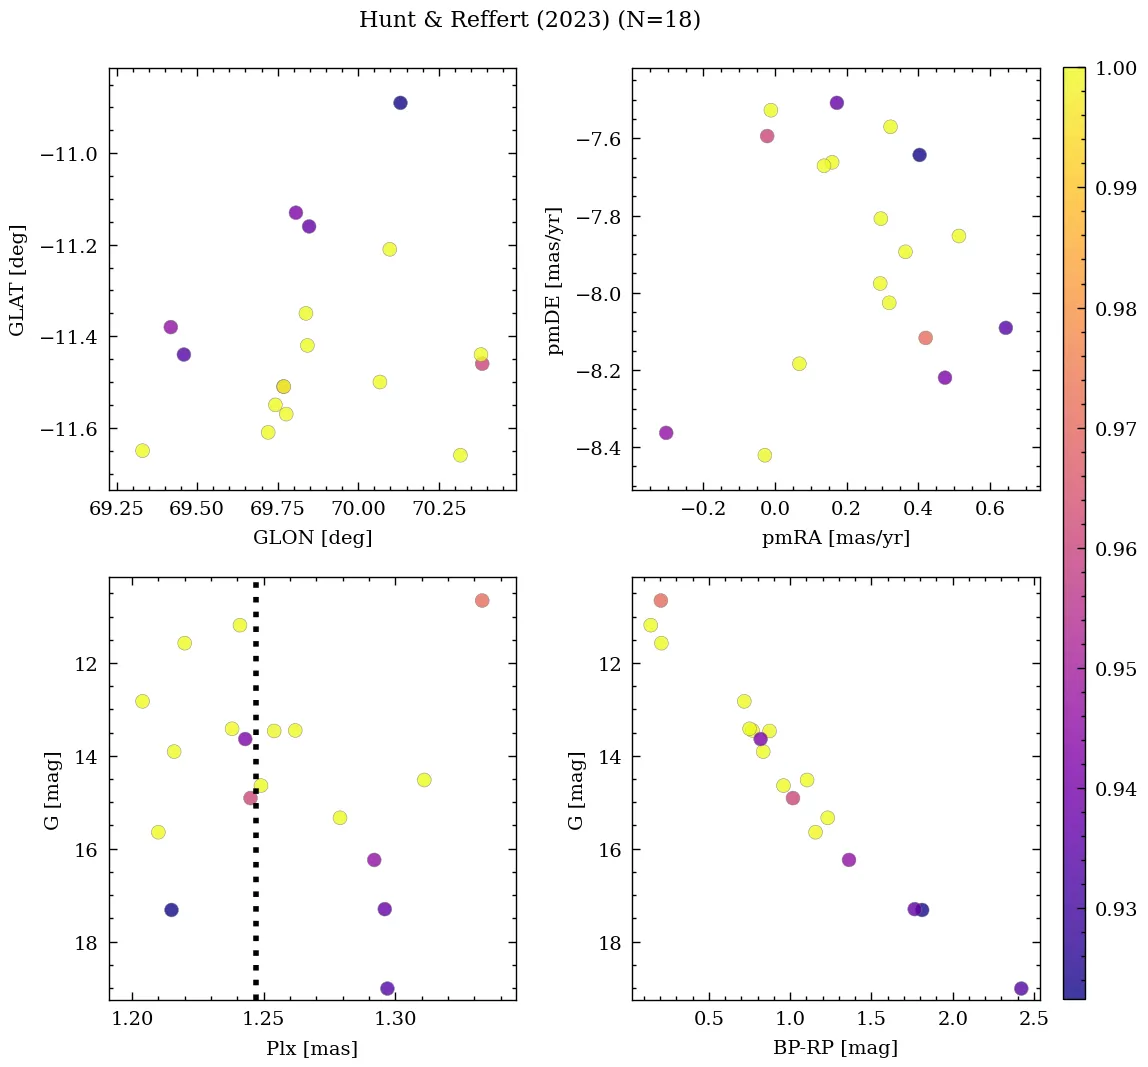 Hunt & Reffert (2023) (N=18)
−11.0
−11.2
−11.4
−11.6
GLAT [deg]
69.25 69.50 69.75 70.00 70.25
GLON [deg]
−7.6
−7.8
−8.0
−8.2
−8.4
pmDE [mas/yr]
−0.2 0.0 0.2 0.4 0.6
pmRA [mas/yr]
12
14
16
18
G [mag]
1.20 1.25 1.30
Plx [mas]
12
14
16
18
G [mag]
0.5 1.0 1.5 2.0 2.5
BP-RP [mag]
1.00
0.99
0.98
0.97
0.96
0.95
0.94
0.93